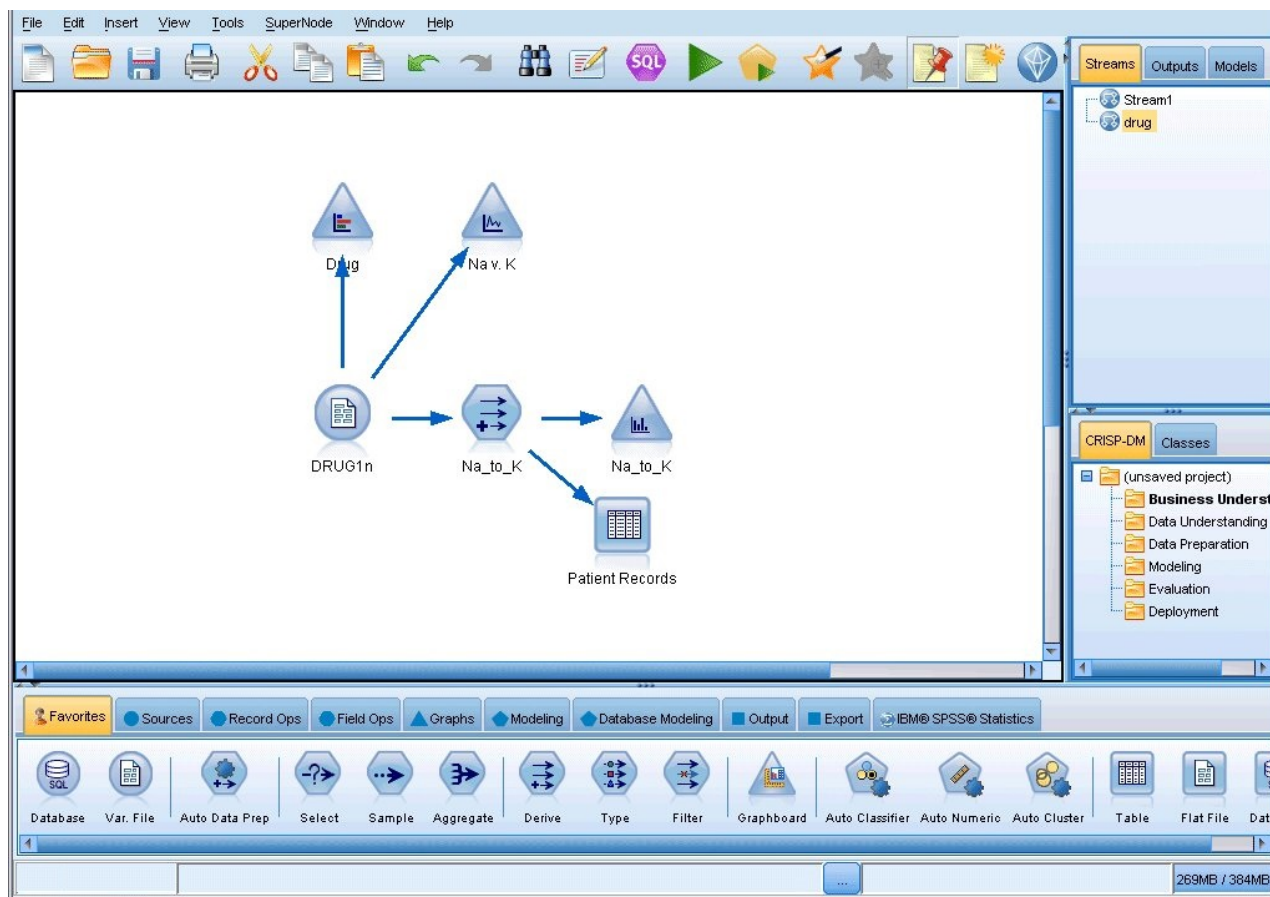 File Edit Insert View Tools SuperNode Window Help
SQL
Streams Outputs Models
Stream1
drug
Drug
Na v. K
DRUG1n
Na_to_K
Na_to_K
Patient Records
CRISP-DM Classes
(unsaved project)
Business Underst
Data Understanding
Data Preparation
Modeling
Evaluation
Deployment
Favorites Sources Record Ops Field Ops Graphs Modeling Database Modeling Output Export IBM® SPSS® Statistics
SQL
Database Var. File Auto Data Prep Select Sample Aggregate Derive Type Filter Graphboard Auto Classifier Auto Numeric Auto Cluster Table Flat File Dat
...
269MB / 384MB